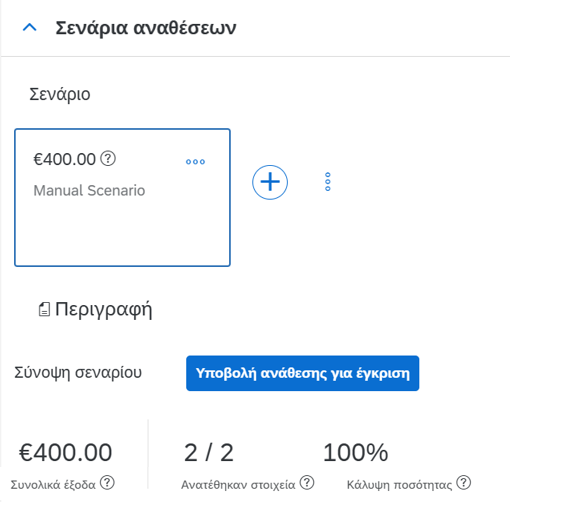 Σενάρια αναθέσεων
Σενάριο
€400.00
Manual Scenario
Περιγραφή
Σύνοψη σεναρίου Υποβολή ανάθεσης για έγκριση
€400.00 2 / 2 100%
Συνολικά έξοδα Ανατέθηκαν στοιχεία Κάλυψη ποσότητας